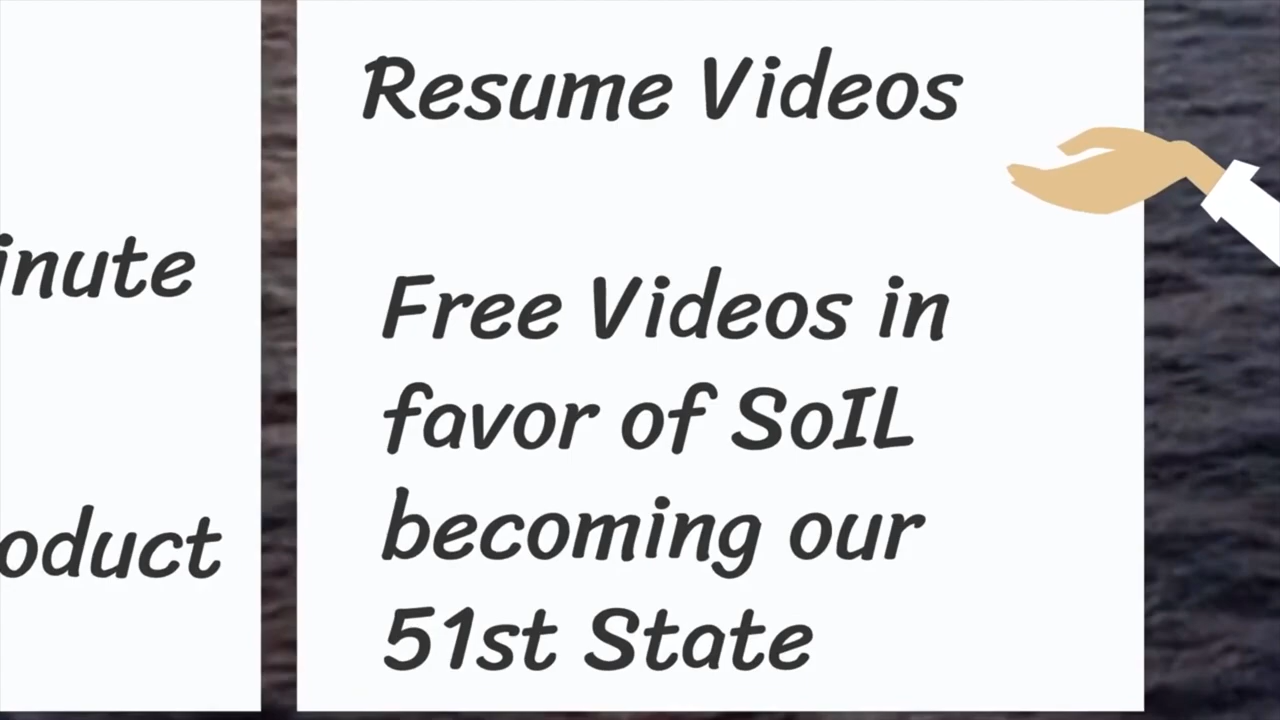 inute
oduct
Resume Videos
Free Videos in
favor of SoIL
becoming our
51st State